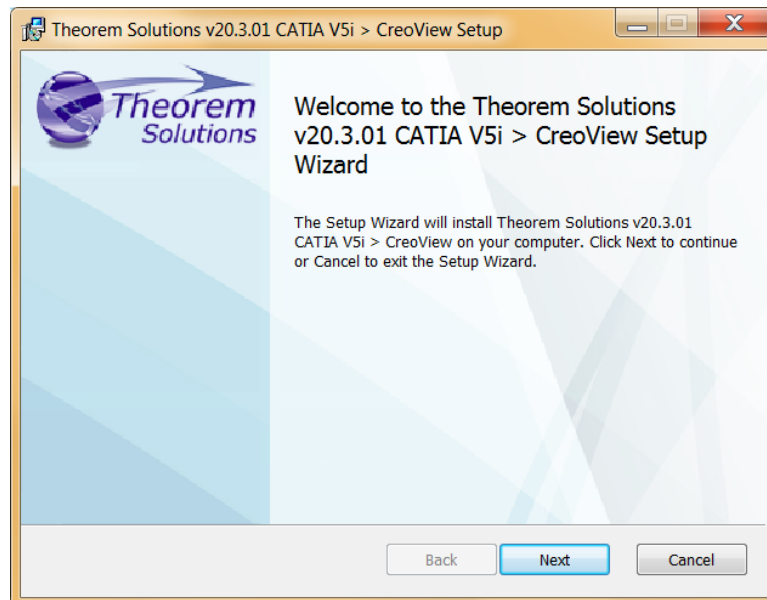 Theorem Solutions v20.3.01 CATIA V5i > CreoView Setup
Theorem
Solutions
Welcome to the Theorem Solutions
v20.3.01 CATIA V5i > CreoView Setup
Wizard
The Setup Wizard will install Theorem Solutions v20.3.01
CATIA V5i > CreoView on your computer. Click Next to continue
or Cancel to exit the Setup Wizard.
Back Next Cancel